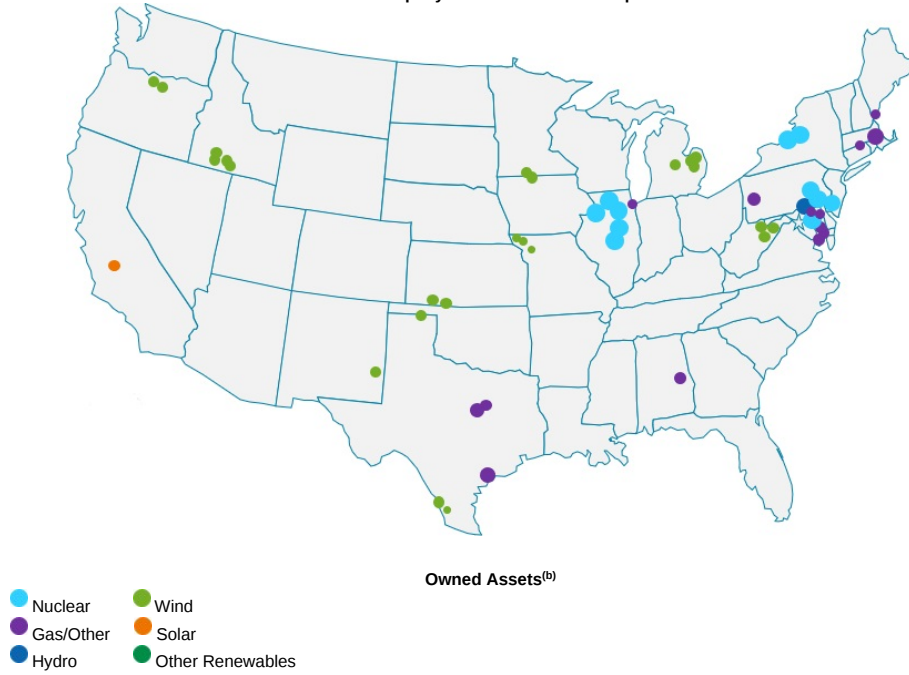 Owned Assets(b)
Nuclear
Wind
Gas/Other
Solar
Hydro
Other Renewables